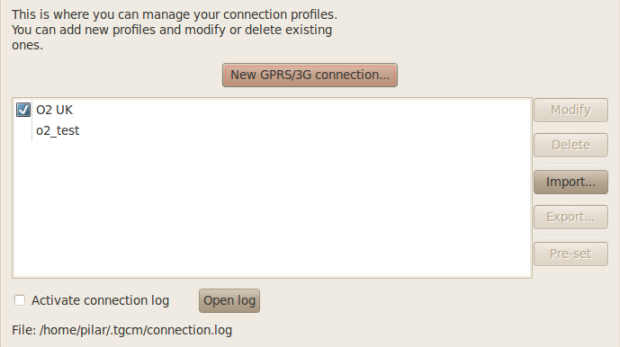 This is where you can manage your connection profiles.
You can add new profiles and modify or delete existing
ones.
New GPRS/3G connection...
O2 UK
o2_test
Modify
Delete
Import...
Export...
Pre-set
Activate connection log
Open log
File: /home/pilar/.tgcm/connection.log